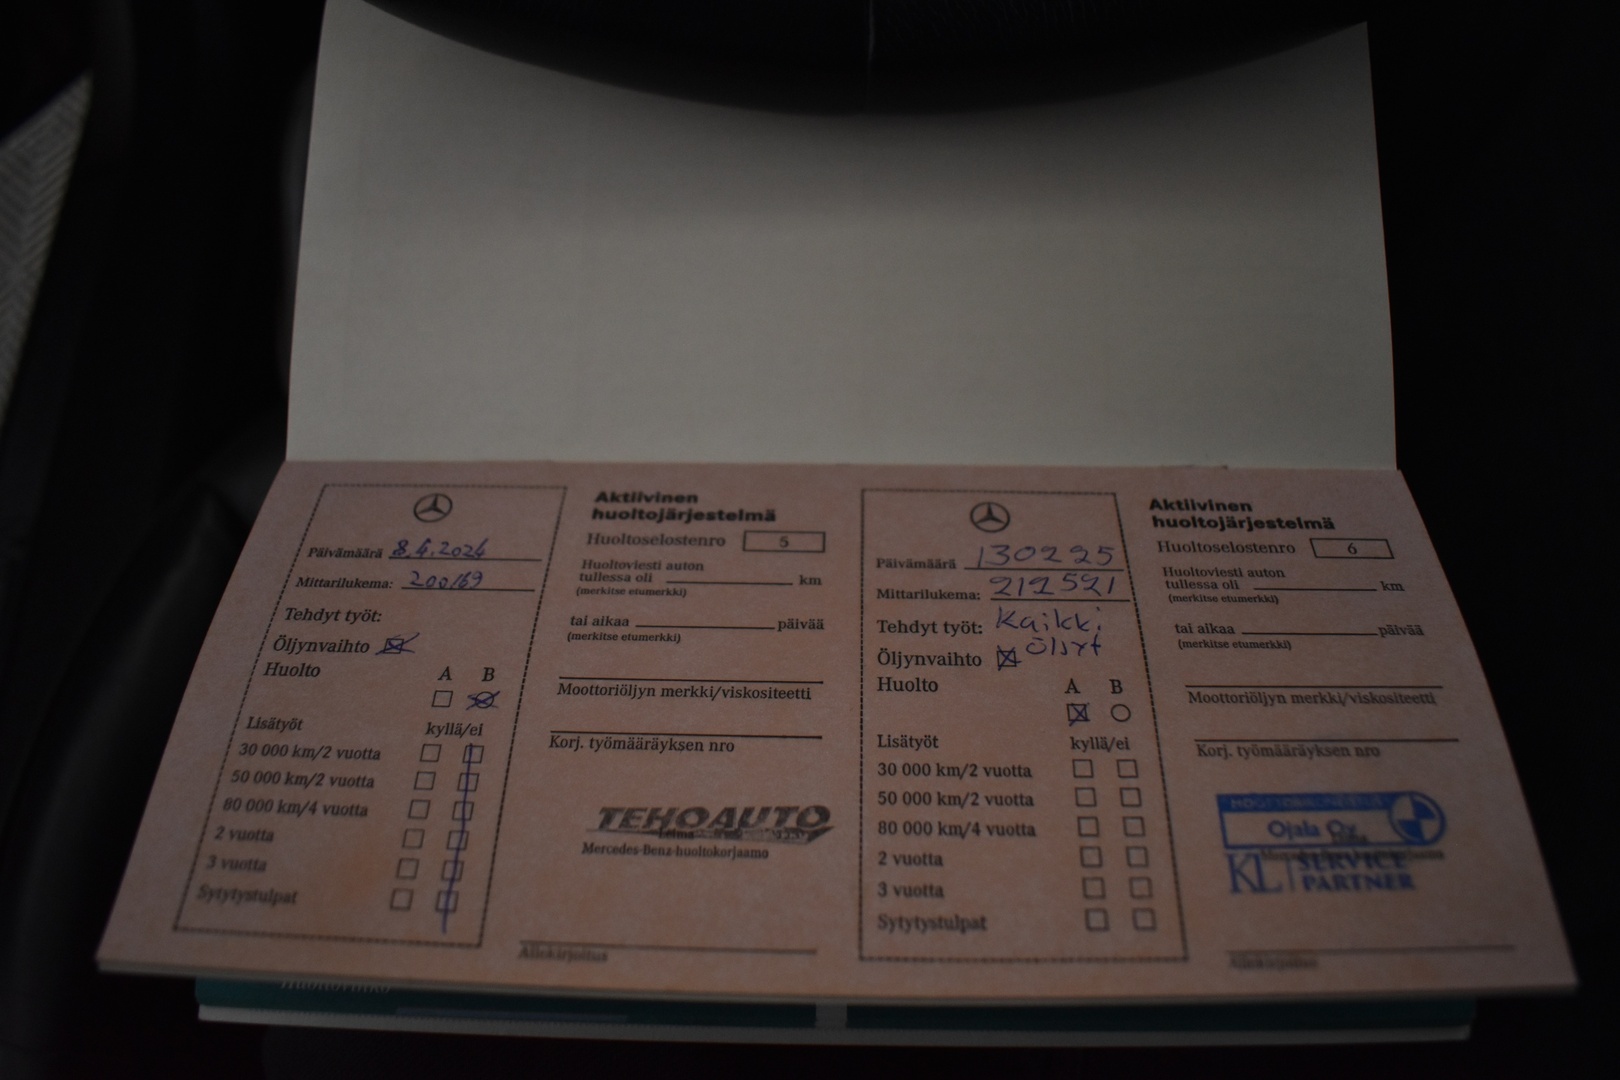 Päivämäärä 8.4.2024
Mittarilukema: 200169
Tehdyt työt:
Öljynvaihto
Huolto A B
Lisätyöt kyllä/ei
30 000 km/2 vuotta
50 000 km/2 vuotta
80 000 km/4 vuotta
2 vuotta
3 vuotta
Sytytystulpat
Aktiivinen
huoltojärjestelmä
Huoltoselostenro 5
Huoltoviesti auton
tullessa oli km
(merkitse etumerkki)
tai aikaa päivää
(merkitse etumerkki)
Moottoriöljyn merkki/viskositeetti
Korj. työmääräyksen nro
TEHOAUTO
Leima
Mercedes-Benz-huoltokorjaamo
Allekirjoitus
Päivämäärä 130225
Mittarilukema: 212521
Tehdyt työt: Kaikki
Öljynvaihto öljyt
Huolto A B
Lisätyöt kyllä/ei
30 000 km/2 vuotta
50 000 km/2 vuotta
80 000 km/4 vuotta
2 vuotta
3 vuotta
Sytytystulpat
Aktiivinen
huoltojärjestelmä
Huoltoselostenro 6
Huoltoviesti auton
tullessa oli km
(merkitse etumerkki)
tai aikaa päivää
(merkitse etumerkki)
Moottoriöljyn merkki/viskositeetti
Korj. työmääräyksen nro
Ojala Oy
KL SERVICE
PARTNER
Allekirjoitus